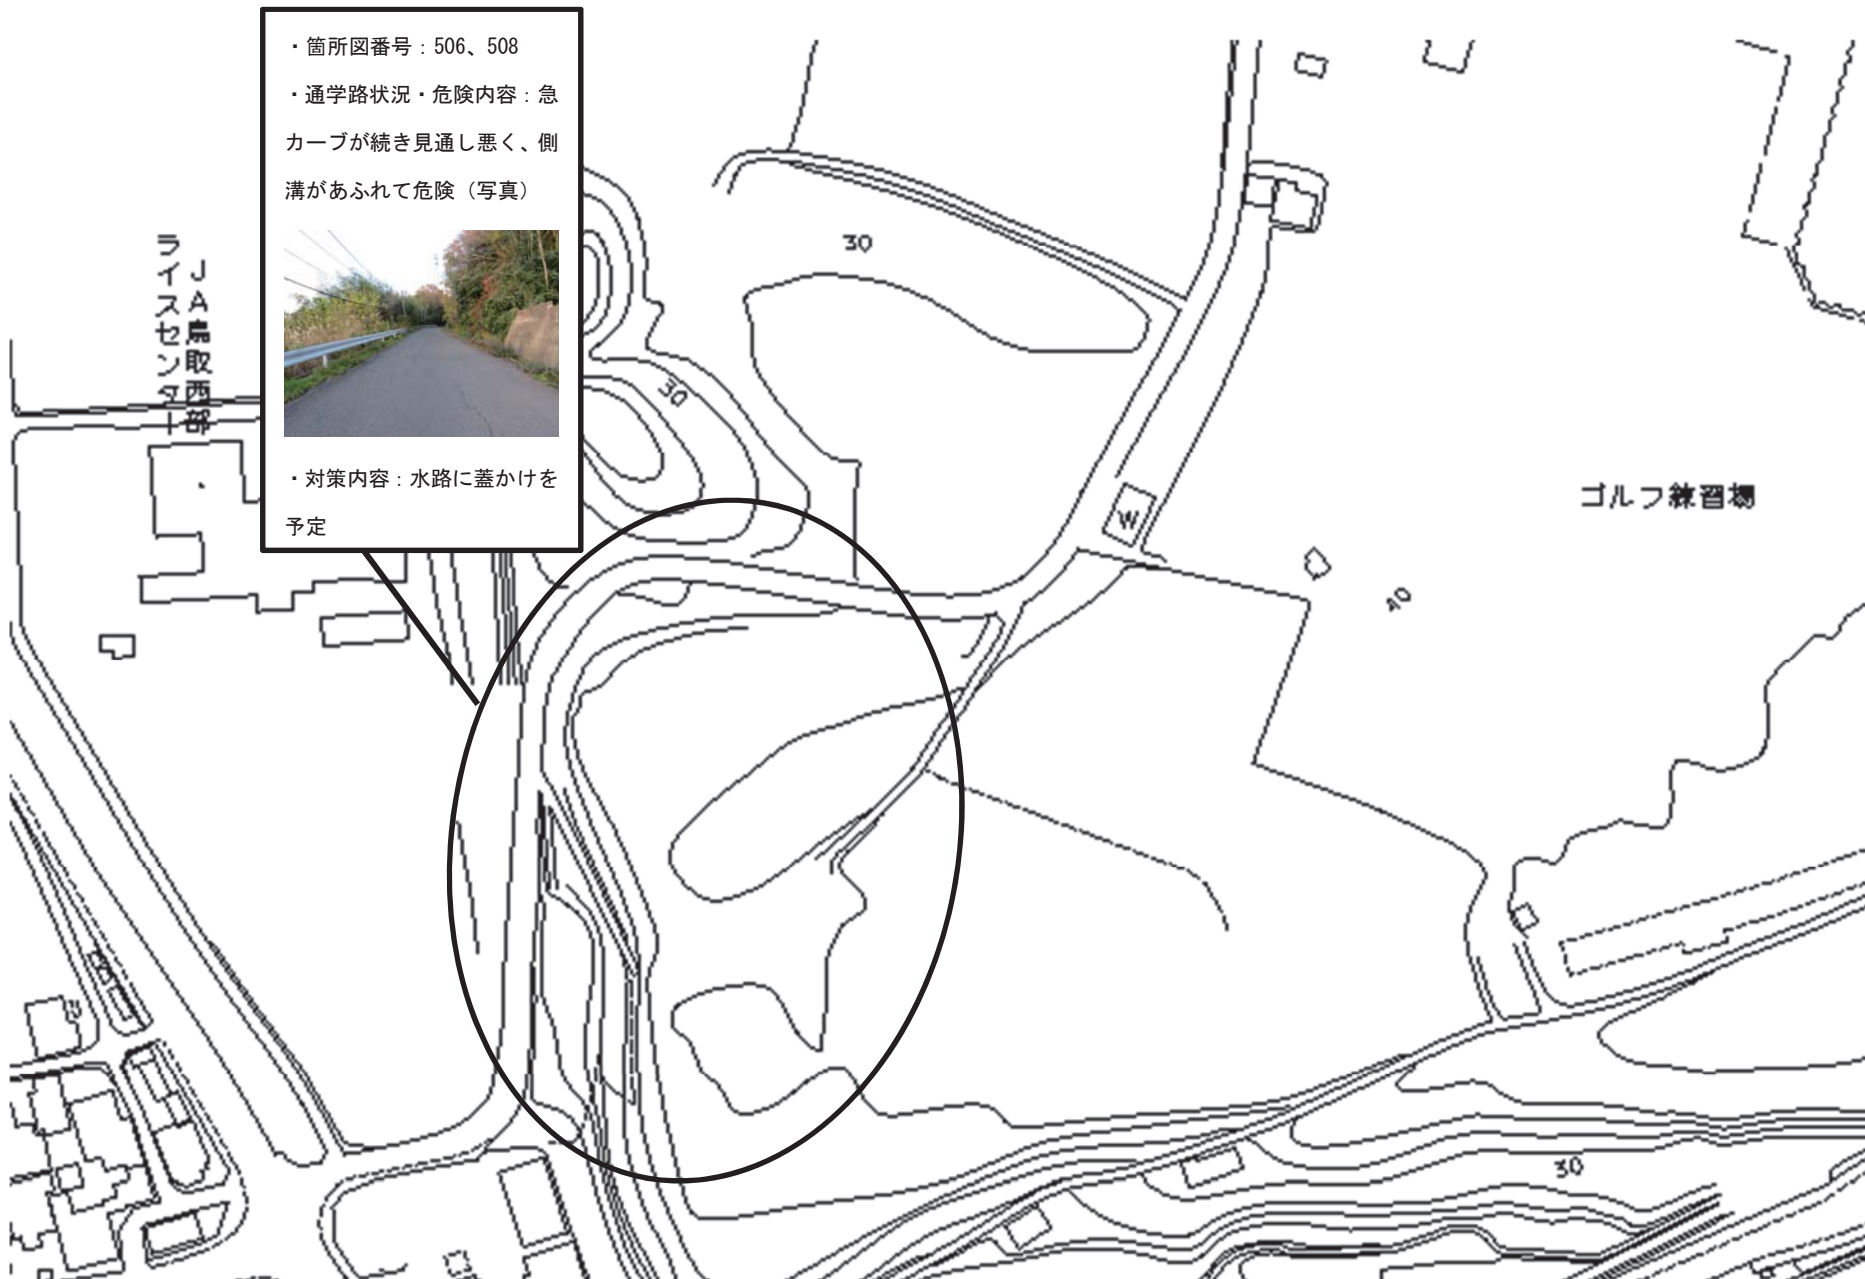 ・箇所図番号：506、508
・通学路状況・危険内容：急
カーブが続き見通し悪く、側
溝があふれて危険（写真）
・対策内容：水路に蓋かけを
予定
ＪＡ鳥取西部
ライスセンター
30
30
W
ゴルフ練習場
40
30